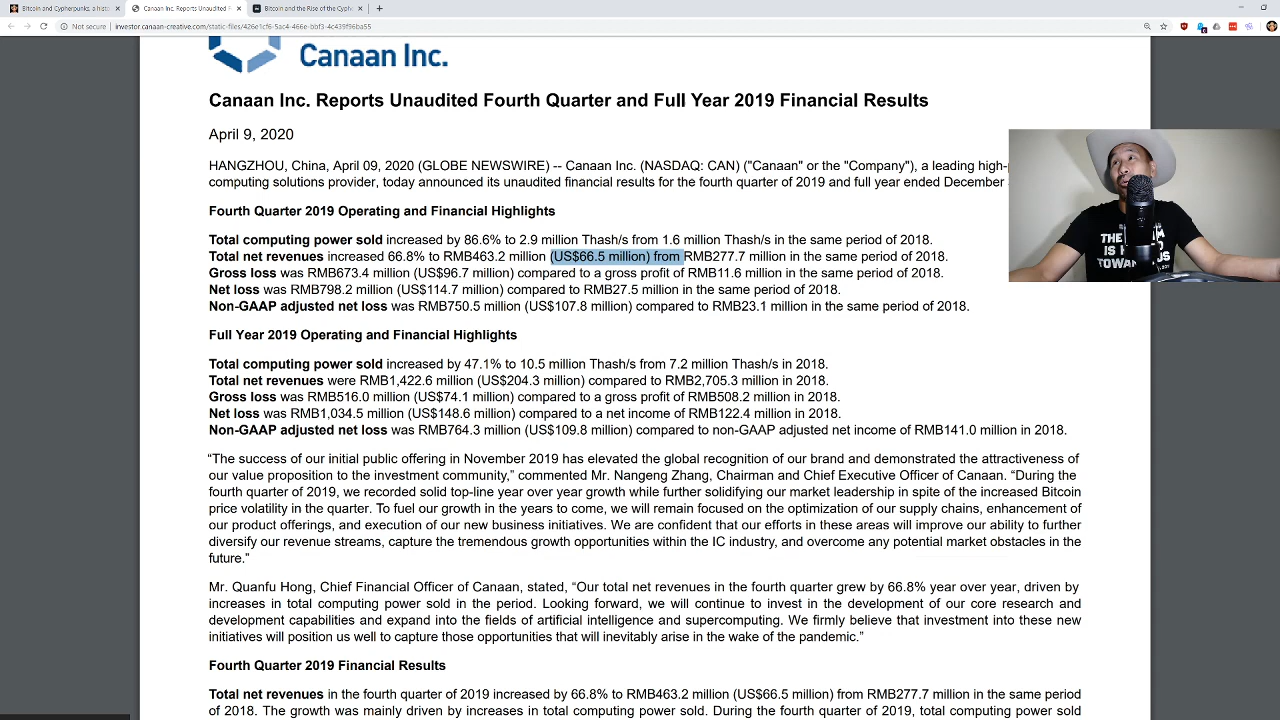 Bitcoin and Cypherpunks: a hist
Canaan Inc. Reports Unaudited F
Bitcoin and the Rise of the Cyphe
Not secure investor.canaan-creative.com/static-files/426e1cf6-5ac4-466e-bbf3-4c439f96ba55
Canaan Inc.
Canaan Inc. Reports Unaudited Fourth Quarter and Full Year 2019 Financial Results
April 9, 2020
HANGZHOU, China, April 09, 2020 (GLOBE NEWSWIRE) -- Canaan Inc. (NASDAQ: CAN) ("Canaan" or the "Company"), a leading high-
computing solutions provider, today announced its unaudited financial results for the fourth quarter of 2019 and full year ended December
Fourth Quarter 2019 Operating and Financial Highlights
Total computing power sold increased by 86.6% to 2.9 million Thash/s from 1.6 million Thash/s in the same period of 2018.
Total net revenues increased 66.8% to RMB463.2 million (US$66.5 million) from RMB277.7 million in the same period of 2018.
Gross loss was RMB673.4 million (US$96.7 million) compared to a gross profit of RMB11.6 million in the same period of 2018.
Net loss was RMB798.2 million (US$114.7 million) compared to RMB27.5 million in the same period of 2018.
Non-GAAP adjusted net loss was RMB750.5 million (US$107.8 million) compared to RMB23.1 million in the same period of 2018.
Full Year 2019 Operating and Financial Highlights
Total computing power sold increased by 47.1% to 10.5 million Thash/s from 7.2 million Thash/s in 2018.
Total net revenues were RMB1,422.6 million (US$204.3 million) compared to RMB2,705.3 million in 2018.
Gross loss was RMB516.0 million (US$74.1 million) compared to a gross profit of RMB508.2 million in 2018.
Net loss was RMB1,034.5 million (US$148.6 million) compared to a net income of RMB122.4 million in 2018.
Non-GAAP adjusted net loss was RMB764.3 million (US$109.8 million) compared to non-GAAP adjusted net income of RMB141.0 million in 2018.
“The success of our initial public offering in November 2019 has elevated the global recognition of our brand and demonstrated the attractiveness of
our value proposition to the investment community,” commented Mr. Nangeng Zhang, Chairman and Chief Executive Officer of Canaan. “During the
fourth quarter of 2019, we recorded solid top-line year over year growth while further solidifying our market leadership in spite of the increased Bitcoin
price volatility in the quarter. To fuel our growth in the years to come, we will remain focused on the optimization of our supply chains, enhancement of
our product offerings, and execution of our new business initiatives. We are confident that our efforts in these areas will improve our ability to further
diversify our revenue streams, capture the tremendous growth opportunities within the IC industry, and overcome any potential market obstacles in the
future.”
Mr. Quanfu Hong, Chief Financial Officer of Canaan, stated, “Our total net revenues in the fourth quarter grew by 66.8% year over year, driven by
increases in total computing power sold in the period. Looking forward, we will continue to invest in the development of our core research and
development capabilities and expand into the fields of artificial intelligence and supercomputing. We firmly believe that investment into these new
initiatives will position us well to capture those opportunities that will inevitably arise in the wake of the pandemic.”
Fourth Quarter 2019 Financial Results
Total net revenues in the fourth quarter of 2019 increased by 66.8% to RMB463.2 million (US$66.5 million) from RMB277.7 million in the same period
of 2018. The growth was mainly driven by increases in total computing power sold. During the fourth quarter of 2019, total computing power sold